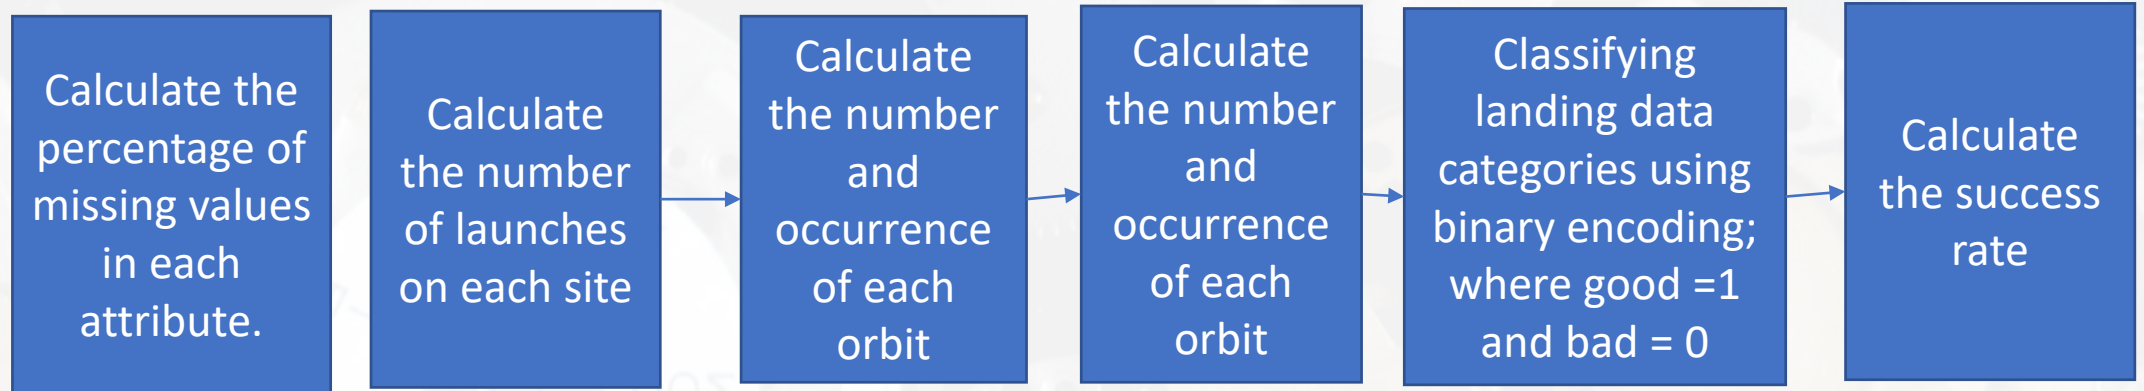 Calculate the
percentage of
missing values
in each
attribute.
Calculate
the number
of launches
on each site
Calculate
the number
and
occurrence
of each
orbit
Calculate
the number
and
occurrence
of each
orbit
Classifying
landing data
categories using
binary encoding;
where good =1
and bad = 0
Calculate
the success
rate